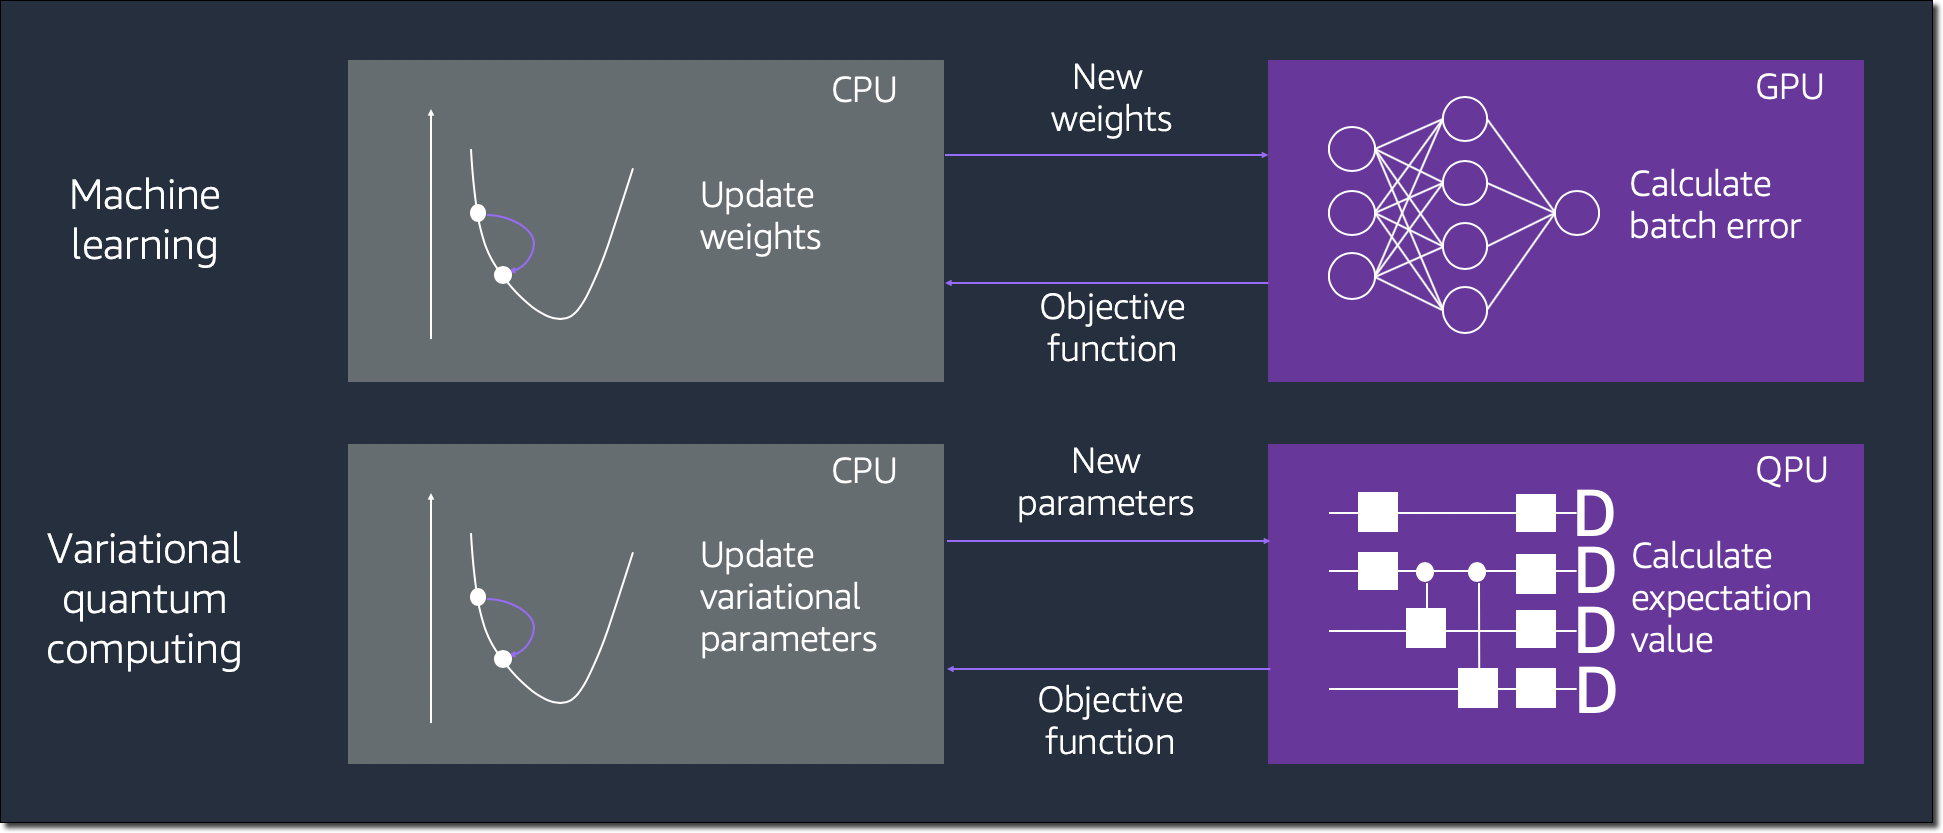 Machine
learning
CPU
Update
weights
New
weights
Objective
function
GPU
Calculate
batch error
Variational
quantum
computing
CPU
Update
variational
parameters
New
parameters
Objective
function
QPU
D
D
D
D
Calculate
expectation
value